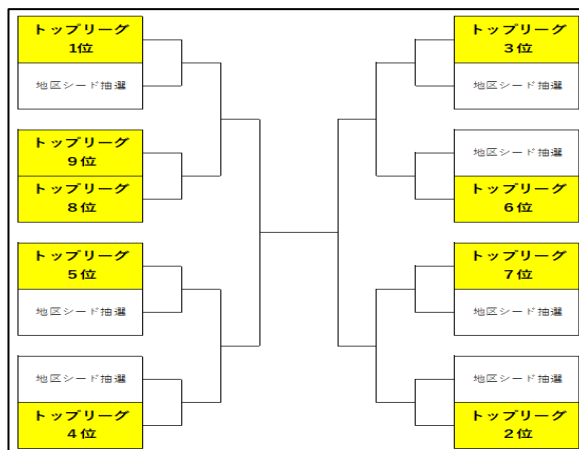 トップリーグ
1位
地区シード抽選
トップリーグ
9位
トップリーグ
8位
トップリーグ
5位
地区シード抽選
地区シード抽選
トップリーグ
4位
トップリーグ
3位
地区シード抽選
地区シード抽選
トップリーグ
6位
トップリーグ
7位
地区シード抽選
地区シード抽選
トップリーグ
2位